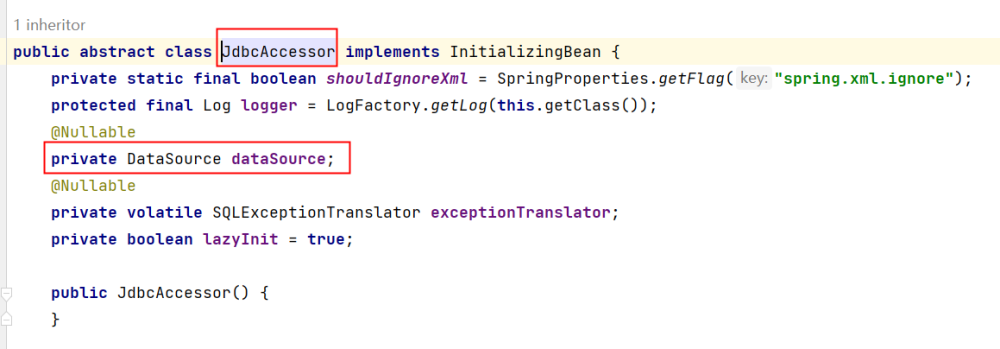 1 inheritor
public abstract class JdbcAccessor implements InitializingBean {
private static final boolean shouldIgnoreXml = SpringProperties.getFlag( key: "spring.xml.ignore");
protected final Log logger = LogFactory.getLog(this.getClass());
@Nullable
private DataSource dataSource;
@Nullable
private volatile SQLExceptionTranslator exceptionTranslator;
private boolean lazyInit = true;
public JdbcAccessor() {
}